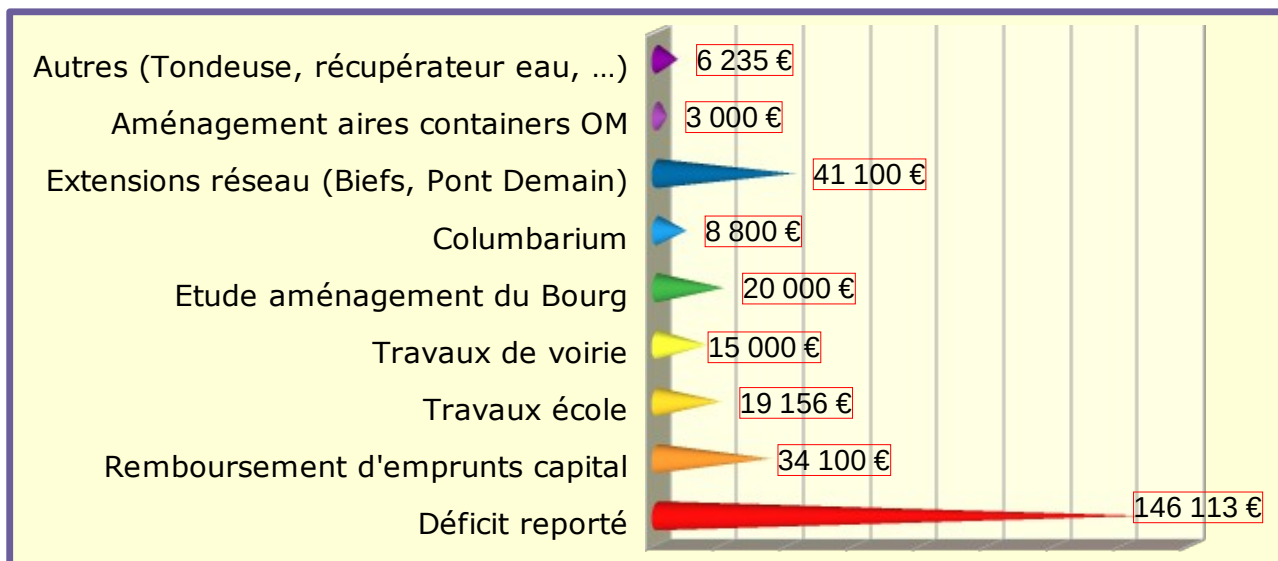 Autres (Tondeuse, récupérateur eau, ...) 6 235 €
Aménagement aires containers OM 3 000 €
Extensions réseau (Biefs, Pont Demain) 41 100 €
Columbarium 8 800 €
Etude aménagement du Bourg 20 000 €
Travaux de voirie 15 000 €
Travaux école 19 156 €
Remboursement d'emprunts capital 34 100 €
Déficit reporté 146 113 €